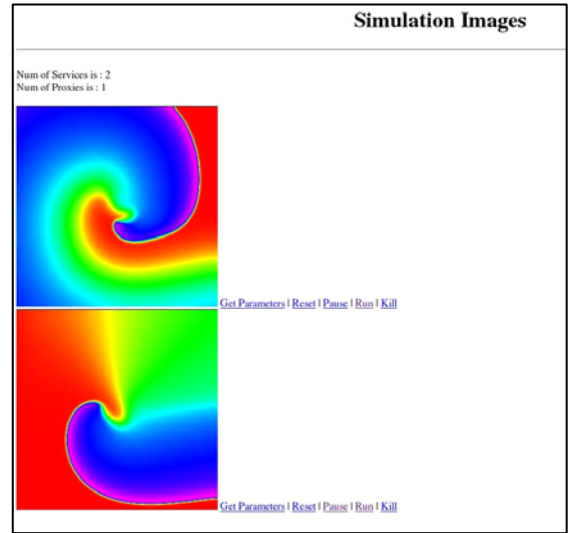 Simulation Images
Num of Services is : 2
Num of Proxies is : 1
Get Parameters | Reset | Pause | Run | Kill
Get Parameters | Reset | Pause | Run | Kill